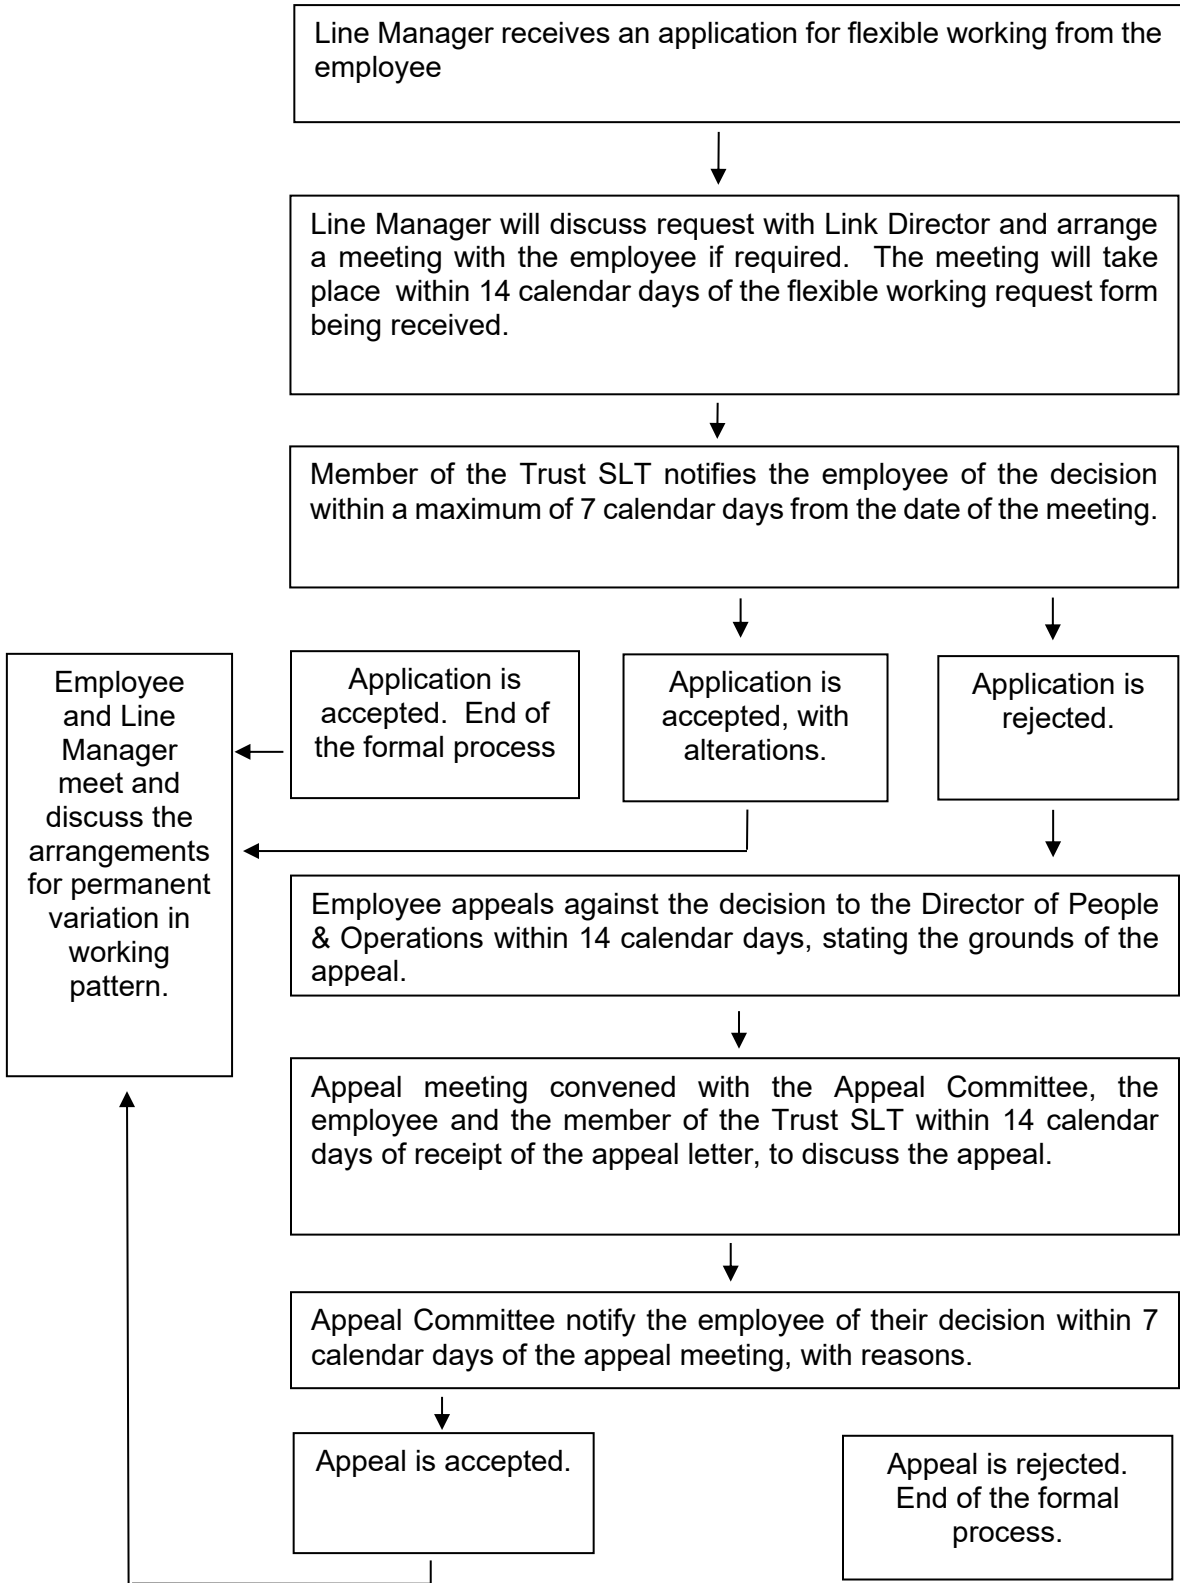 Line Manager receives an application for flexible working from the
employee
Line Manager will discuss request with Link Director and arrange
a meeting with the employee if required. The meeting will take
place within 14 calendar days of the flexible working request form
being received.
Member of the Trust SLT notifies the employee of the decision
within a maximum of 7 calendar days from the date of the meeting.
Employee
and Line
Manager
meet and
discuss the
arrangements
for permanent
variation in
working
pattern.
Application is
accepted. End of
the formal process
Application is
accepted, with
alterations.
Application is
rejected.
Employee appeals against the decision to the Director of People
& Operations within 14 calendar days, stating the grounds of the
appeal.
Appeal meeting convened with the Appeal Committee, the
employee and the member of the Trust SLT within 14 calendar
days of receipt of the appeal letter, to discuss the appeal.
Appeal Committee notify the employee of their decision within 7
calendar days of the appeal meeting, with reasons.
Appeal is accepted.
Appeal is rejected.
End of the formal
process.